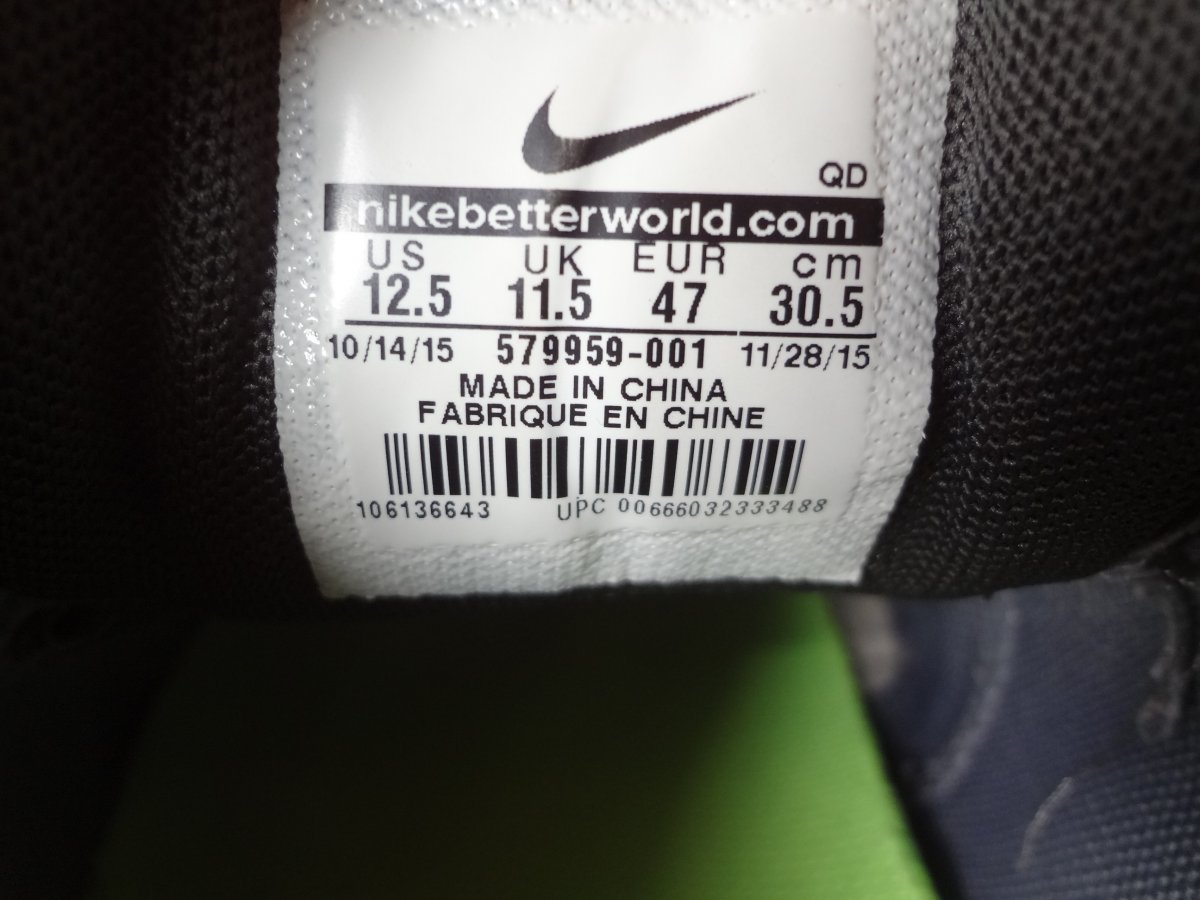 QD
nikebetterworld.com
US UK EUR cm
12.5 11.5 47 30.5
10/14/15 579959-001 11/28/15
MADE IN CHINA
FABRIQUE EN CHINE
106136643 UPC 00666032333488